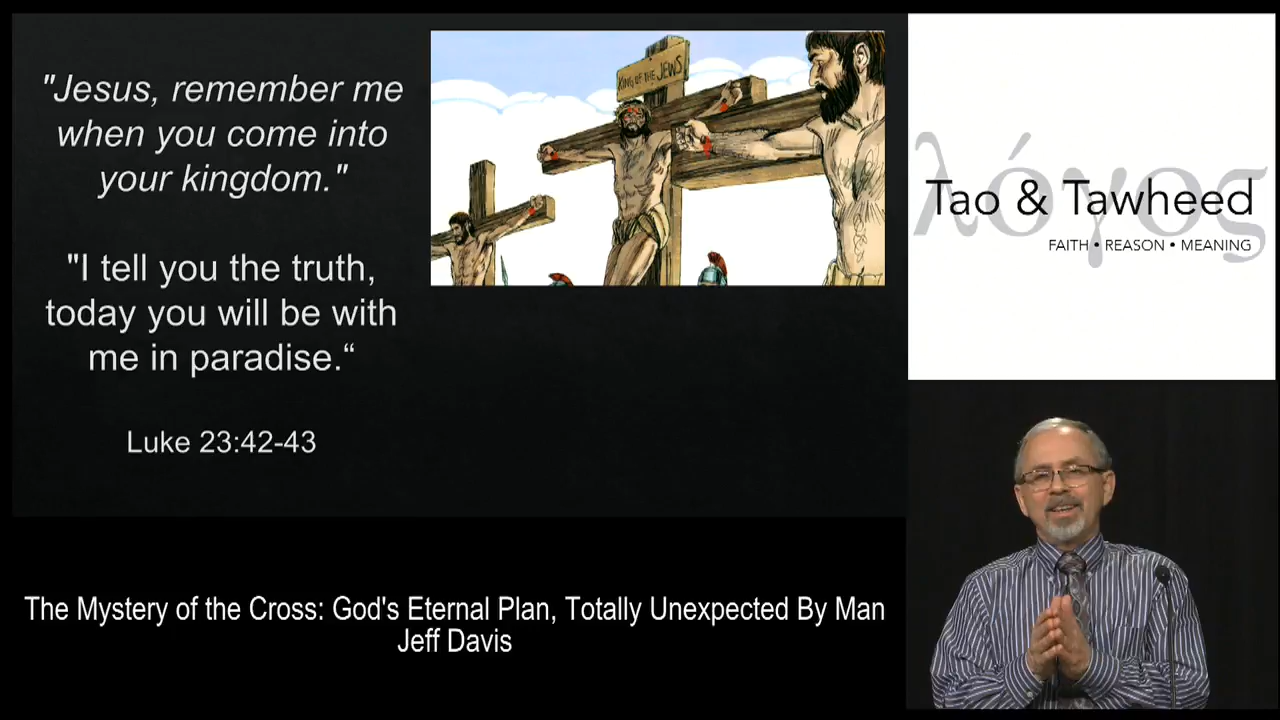 "Jesus, remember me
when you come into
your kingdom."
"I tell you the truth,
today you will be with
me in paradise.“
Luke 23:42-43
KING OF THE JEWS
λόγος
Tao & Tawheed
FAITH • REASON • MEANING
The Mystery of the Cross: God's Eternal Plan, Totally Unexpected By Man
Jeff Davis